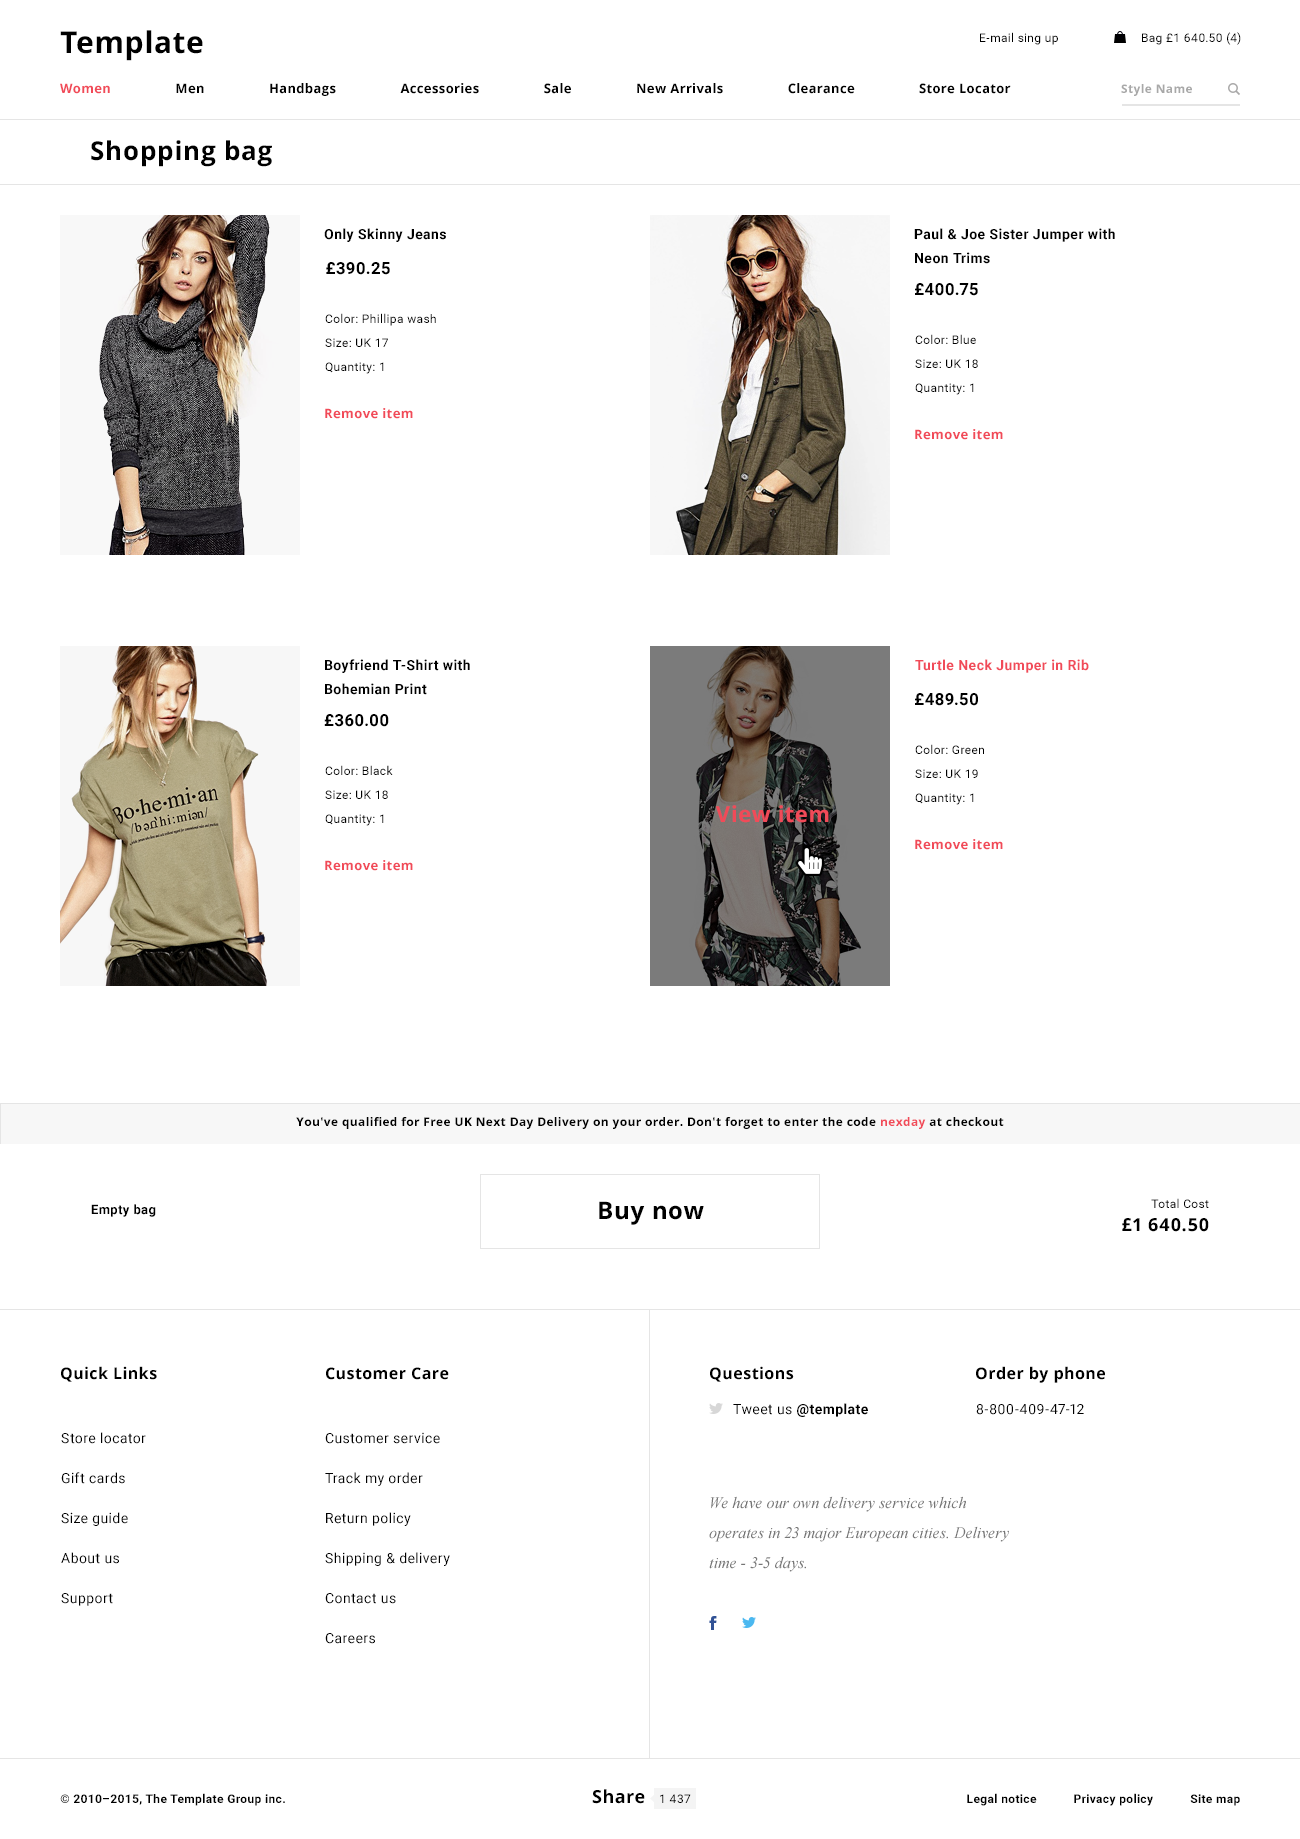 Template
E-mail sing up
Bag £1 640.50 (4)
Women
Men
Handbags
Accessories
Sale
New Arrivals
Clearance
Store Locator
Style Name
Shopping bag
Only Skinny Jeans
£390.25
Color: Phillipa wash
Size: UK 17
Quantity: 1
Remove item
Paul & Joe Sister Jumper with
Neon Trims
£400.75
Color: Blue
Size: UK 18
Quantity: 1
Remove item
Bo·he·mi·an
Boyfriend T-Shirt with
Bohemian Print
£360.00
Color: Black
Size: UK 18
Quantity: 1
Remove item
View item
Turtle Neck Jumper in Rib
£489.50
Color: Green
Size: UK 19
Quantity: 1
Remove item
You've qualified for Free UK Next Day Delivery on your order. Don't forget to enter the code nexday at checkout
Empty bag
Buy now
Total Cost
£1 640.50
Quick Links
Store locator
Gift cards
Size guide
About us
Support
Customer Care
Customer service
Track my order
Return policy
Shipping & delivery
Contact us
Careers
Questions
Tweet us @template
Order by phone
8-800-409-47-12
We have our own delivery service which
operates in 23 major European cities. Delivery
time - 3-5 days.
© 2010–2015, The Template Group inc.
Share
1 437
Legal notice
Privacy policy
Site map